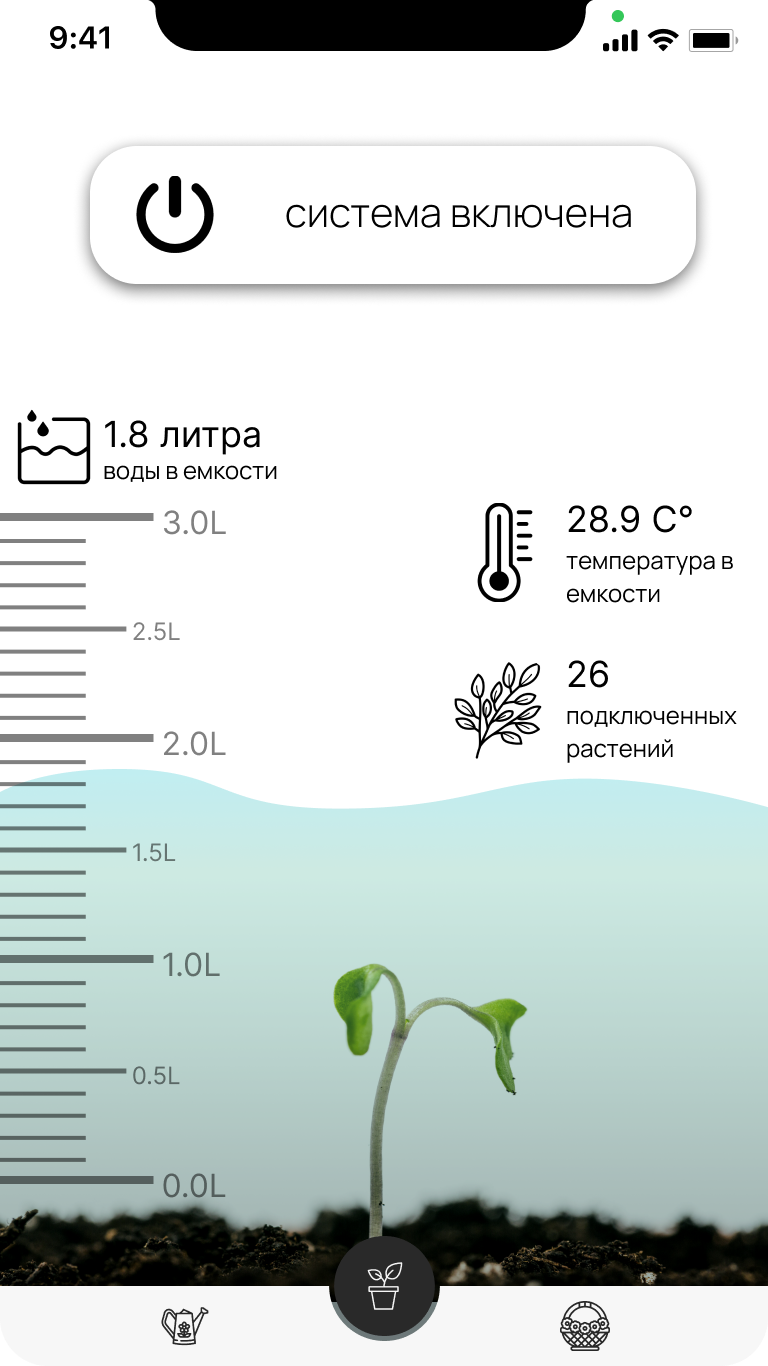 9:41
система включена
1.8 литра
воды в емкости
3.0L
28.9 C°
температура в
емкости
2.5L
26
подключенных
растений
2.0L
1.5L
1.0L
0.5L
0.0L